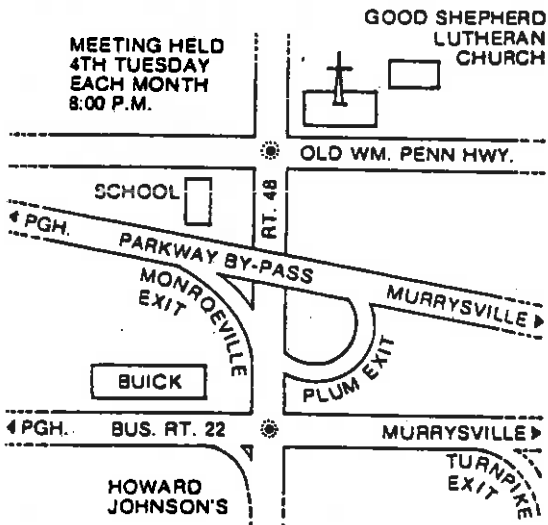 GOOD SHEPHERD
LUTHERAN
CHURCH
MEETING HELD
4TH TUESDAY
EACH MONTH
8:00 P.M.
OLD WM. PENN HWY.
SCHOOL
RT. 48
PGH.
PARKWAY BY-PASS
MURRYSVILLE
MONROEVILLE
EXIT
PLUM EXIT
BUICK
PGH.
BUS. RT. 22
MURRYSVILLE
TURNPIKE
EXIT
HOWARD
JOHNSON'S